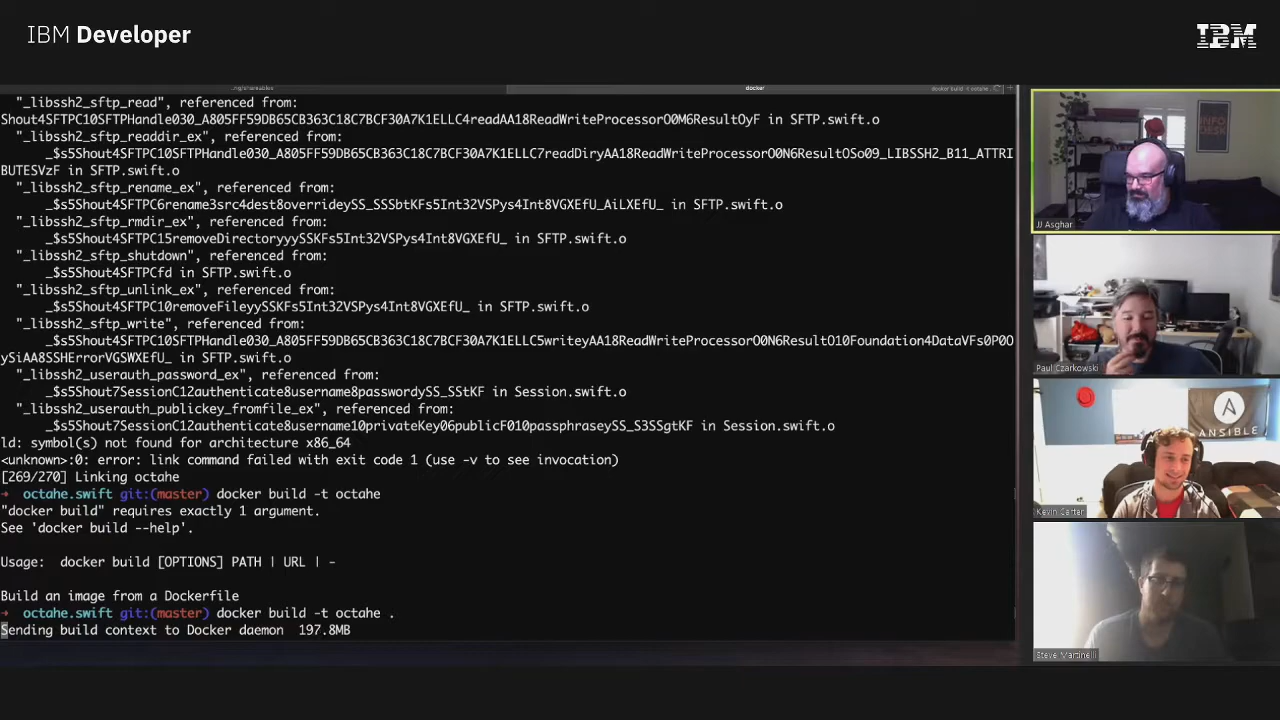 IBM Developer
IBM
docker
"_libssh2_sftp_read", referenced from:
Shout4SFTPC10SFTPHandle030_A805FF59DB65CB363C18C7BCF30A7K1ELLC4readAA18ReadWriteProcessorO0M6ResultOyF in SFTP.swift.o
"_libssh2_sftp_readdir_ex", referenced from:
_$s5Shout4SFTPC10SFTPHandle030_A805FF59DB65CB363C18C7BCF30A7K1ELLC7readDiryAA18ReadWriteProcessorO0N6ResultOSo09_LIBSSH2_B11_ATTRI
BUTESVzF in SFTP.swift.o
"_libssh2_sftp_rename_ex", referenced from:
_$s5Shout4SFTPC6rename3src4dest8overrideySS_SSSbtKFs5Int32VSPys4Int8VGXEfU_AiLXEfU_ in SFTP.swift.o
"_libssh2_sftp_rmdir_ex", referenced from:
_$s5Shout4SFTPC15removeDirectoryyySSKFs5Int32VSPys4Int8VGXEfU_ in SFTP.swift.o
"_libssh2_sftp_shutdown", referenced from:
_$s5Shout4SFTPCfd in SFTP.swift.o
"_libssh2_sftp_unlink_ex", referenced from:
_$s5Shout4SFTPC10removeFileyySSKFs5Int32VSPys4Int8VGXEfU_ in SFTP.swift.o
"_libssh2_sftp_write", referenced from:
_$s5Shout4SFTPC10SFTPHandle030_A805FF59DB65CB363C18C7BCF30A7K1ELLC5writeyAA18ReadWriteProcessorO0N6ResultO10Foundation4DataVFs0P0O
ySiAA8SSHErrorVGSWXEfU_ in SFTP.swift.o
"_libssh2_userauth_password_ex", referenced from:
_$s5Shout7SessionC12authenticate8username8passwordySS_SStKF in Session.swift.o
"_libssh2_userauth_publickey_fromfile_ex", referenced from:
_$s5Shout7SessionC12authenticate8username10privateKey06publicF010passphraseySS_S3SSgtKF in Session.swift.o
ld: symbol(s) not found for architecture x86_64
<unknown>:0: error: link command failed with exit code 1 (use -v to see invocation)
[269/270] Linking octahe
→ octahe.swift git:(master) docker build -t octahe
"docker build" requires exactly 1 argument.
See 'docker build --help'.
Usage: docker build [OPTIONS] PATH | URL | -
Build an image from a Dockerfile
→ octahe.swift git:(master) docker build -t octahe .
Sending build context to Docker daemon 197.8MB
INFO
DESK
JJ Asghar
Paul Czarkowski
A
ANSIBLE
Kevin Carter
Steve Martinelli